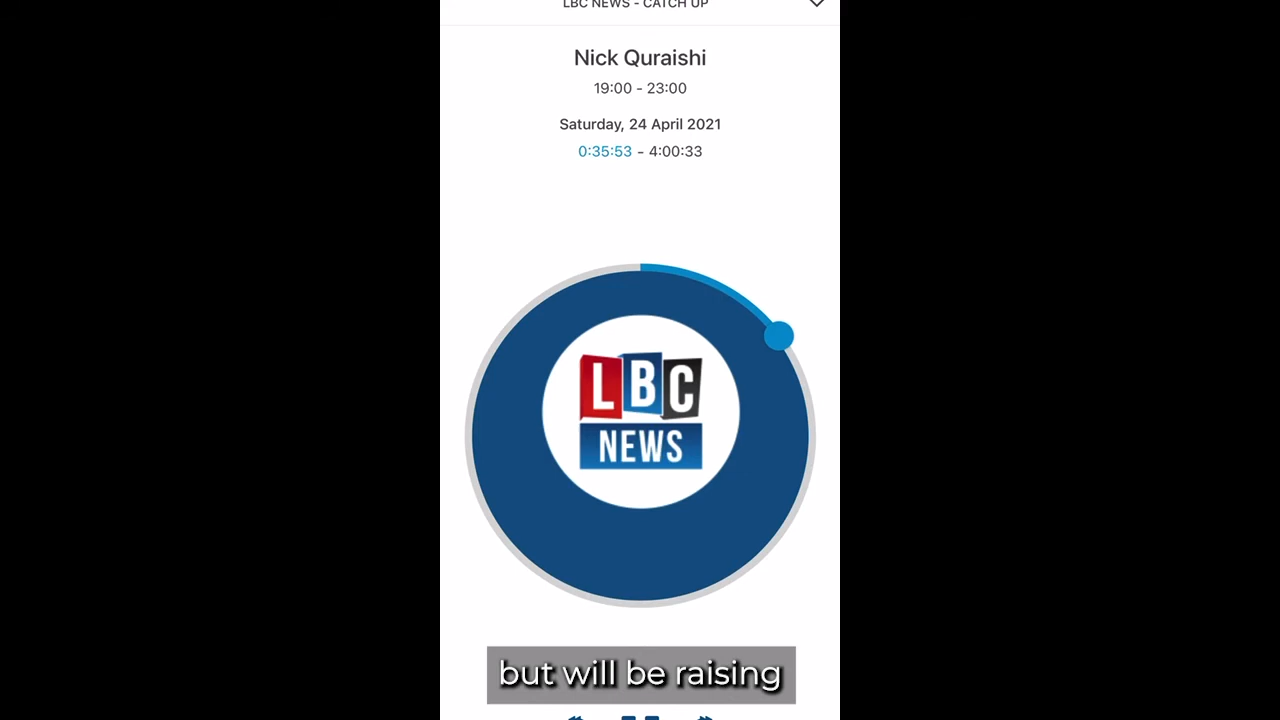 LBC NEWS - CATCH UP
Nick Quraishi
19:00 - 23:00
Saturday, 24 April 2021
0:35:53 - 4:00:33
LBC
NEWS
but will be raising